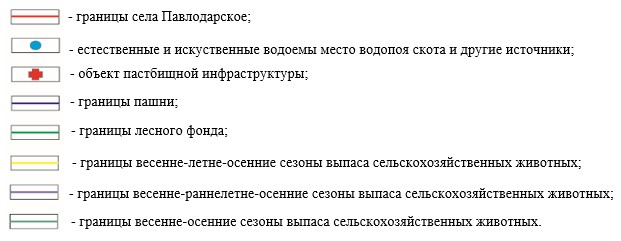 - границы села Павлодарское;
- естественные и искуственные водоемы место водопоя скота и другие источники;
- объект пастбищной инфраструктуры;
- границы пашни;
- границы лесного фонда;
- границы весенне-летне-осенние сезоны выпаса сельскохозяйственных животных;
- границы весенне-раннелетне-осенние сезоны выпаса сельскохозяйственных животных;
- границы весенне-осенние сезоны выпаса сельскохозяйственных животных.